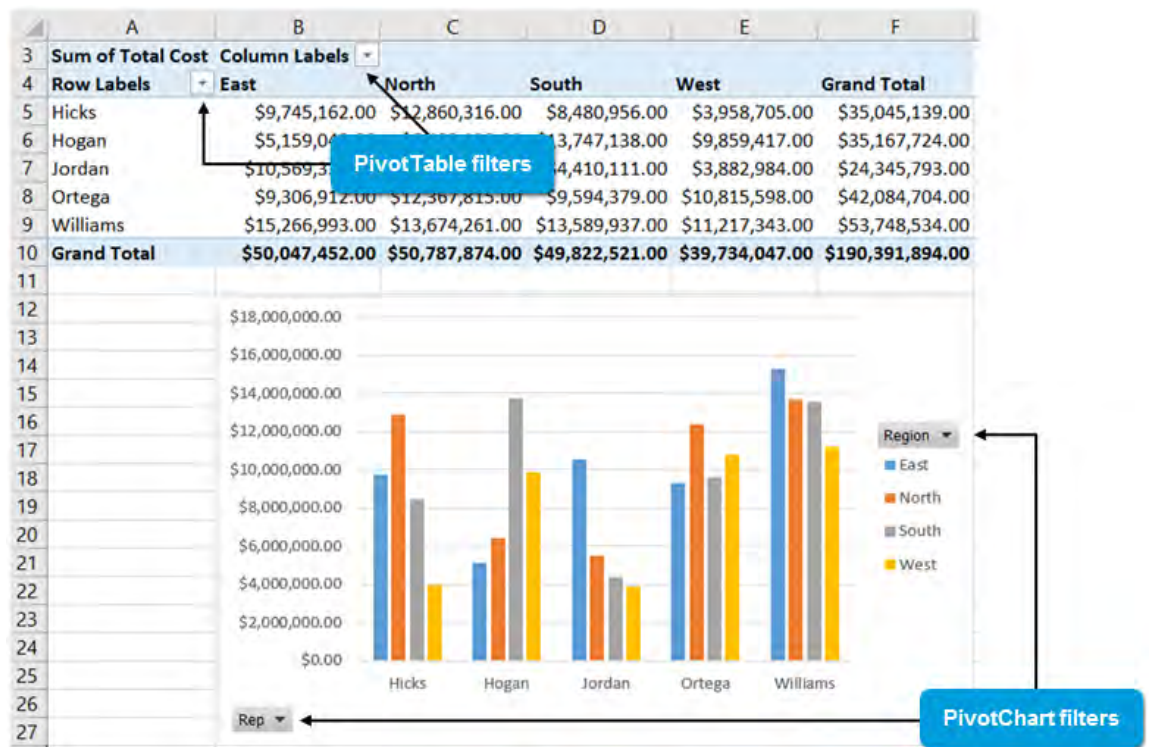 A B C D E F
3 Sum of Total Cost Column Labels
4 Row Labels East North South West Grand Total
5 Hicks $9,745,162.00 $12,860,316.00 $8,480,956.00 $3,958,705.00 $35,045,139.00
6 Hogan $9,859,417.00 $35,167,724.00
7 Jordan $3,882,984.00 $24,345,793.00
8 Ortega $9,306,912.00 $12,367,815.00 $9,594,379.00 $10,815,598.00 $42,084,704.00
9 Williams $15,266,993.00 $13,674,261.00 $13,589,937.00 $11,217,343.00 $53,748,534.00
10 Grand Total $50,047,452.00 $50,787,874.00 $49,822,521.00 $39,734,047.00 $190,391,894.00
PivotTable filters
11
12 $18,000,000.00
13
14 $16,000,000.00
15 $14,000,000.00
16 $12,000,000.00
17 Region
18 $10,000,000.00 East
19 $8,000,000.00 North
20 South
21 $6,000,000.00 West
22 $4,000,000.00
23 $2,000,000.00
24
25 $0.00
Hicks Hogan Jordan Ortega Williams
26
27 Rep
PivotChart filters